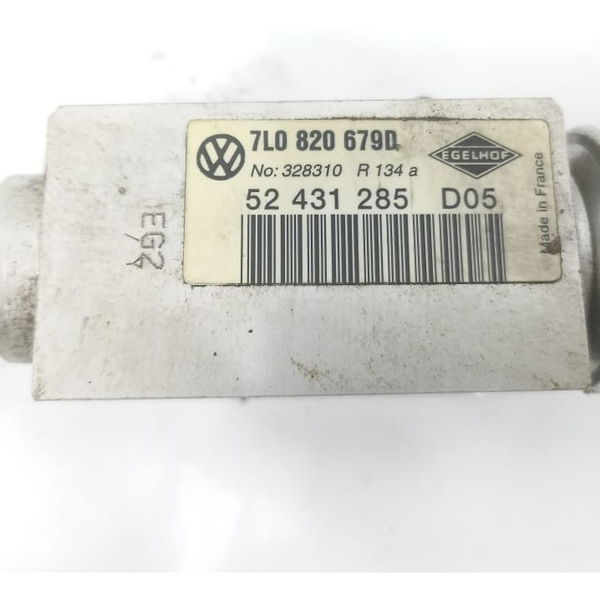 7L0 820 679D
EGELHOF
No: 328310 R 134 a
52 431 285 D05
Made in France
EG2